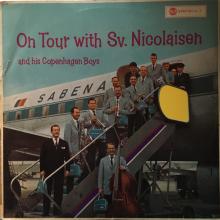 On Tour with Sv. Nicolaisen
and his Copenhagen Boys
SABENA